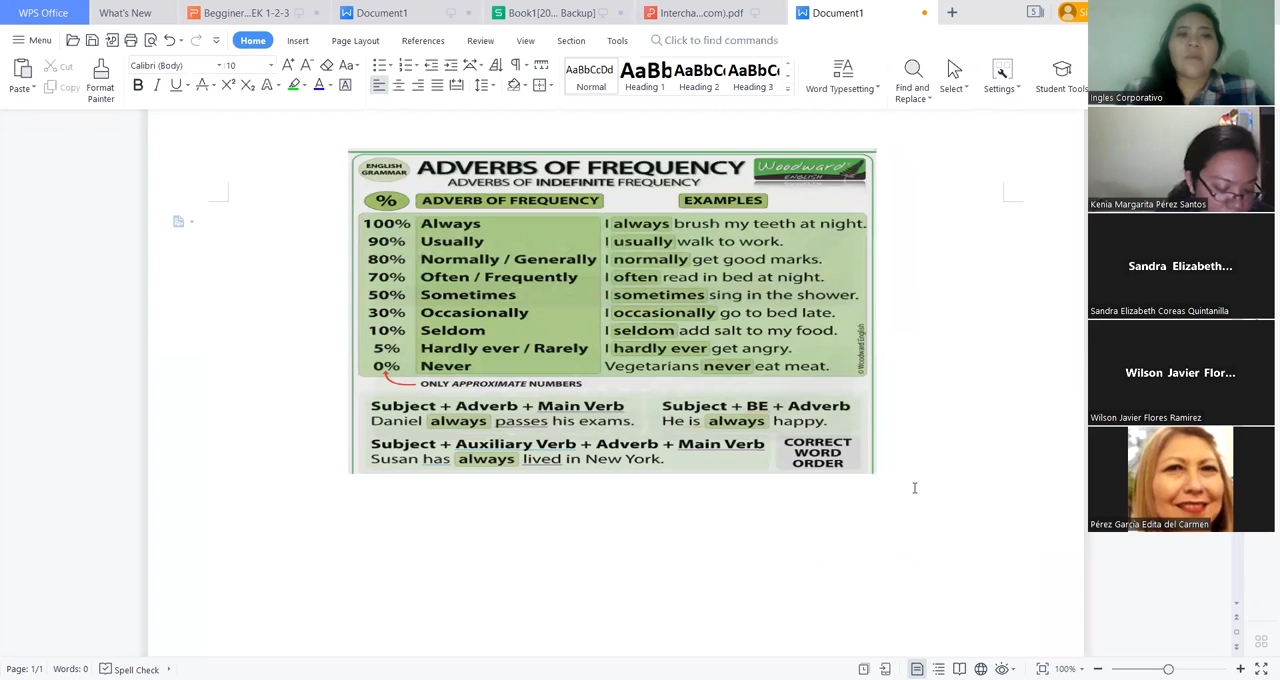 WPS Office
What's New
Begginer...EK 1-2-3
Document1
Book1[20... Backup]
Intercha...com).pdf
Document1
5
Si
Menu
Home
Insert
Page Layout
References
Review
View
Section
Tools
Click to find commands
Paste
Cut
Copy
Format
Painter
Calibri (Body)
10
AaBbCcDd
Normal
AaBb
Heading 1
AaBbCc
Heading 2
AaBbC
Heading 3
Word Typesetting
Find and
Replace
Select
Settings
Student Tools
ENGLISH
GRAMMAR
ADVERBS OF FREQUENCY
Woodward
ENGLISH
ADVERBS OF INDEFINITE FREQUENCY
% ADVERB OF FREQUENCY EXAMPLES
100% Always I always brush my teeth at night.
90% Usually I usually walk to work.
80% Normally / Generally I normally get good marks.
70% Often / Frequently I often read in bed at night.
50% Sometimes I sometimes sing in the shower.
30% Occasionally I occasionally go to bed late.
10% Seldom I seldom add salt to my food.
5% Hardly ever / Rarely I hardly ever get angry.
0% Never Vegetarians never eat meat.
©Woodward English
ONLY APPROXIMATE NUMBERS
Subject + Adverb + Main Verb
Daniel always passes his exams.
Subject + BE + Adverb
He is always happy.
Subject + Auxiliary Verb + Adverb + Main Verb
Susan has always lived in New York.
CORRECT
WORD
ORDER
Ingles Corporativo
Kenia Margarita Pérez Santos
Sandra Elizabeth...
Sandra Elizabeth Coreas Quintanilla
Wilson Javier Flor...
Wilson Javier Flores Ramirez
Pérez García Edita del Carmen
Page: 1/1
Words: 0
Spell Check
100%